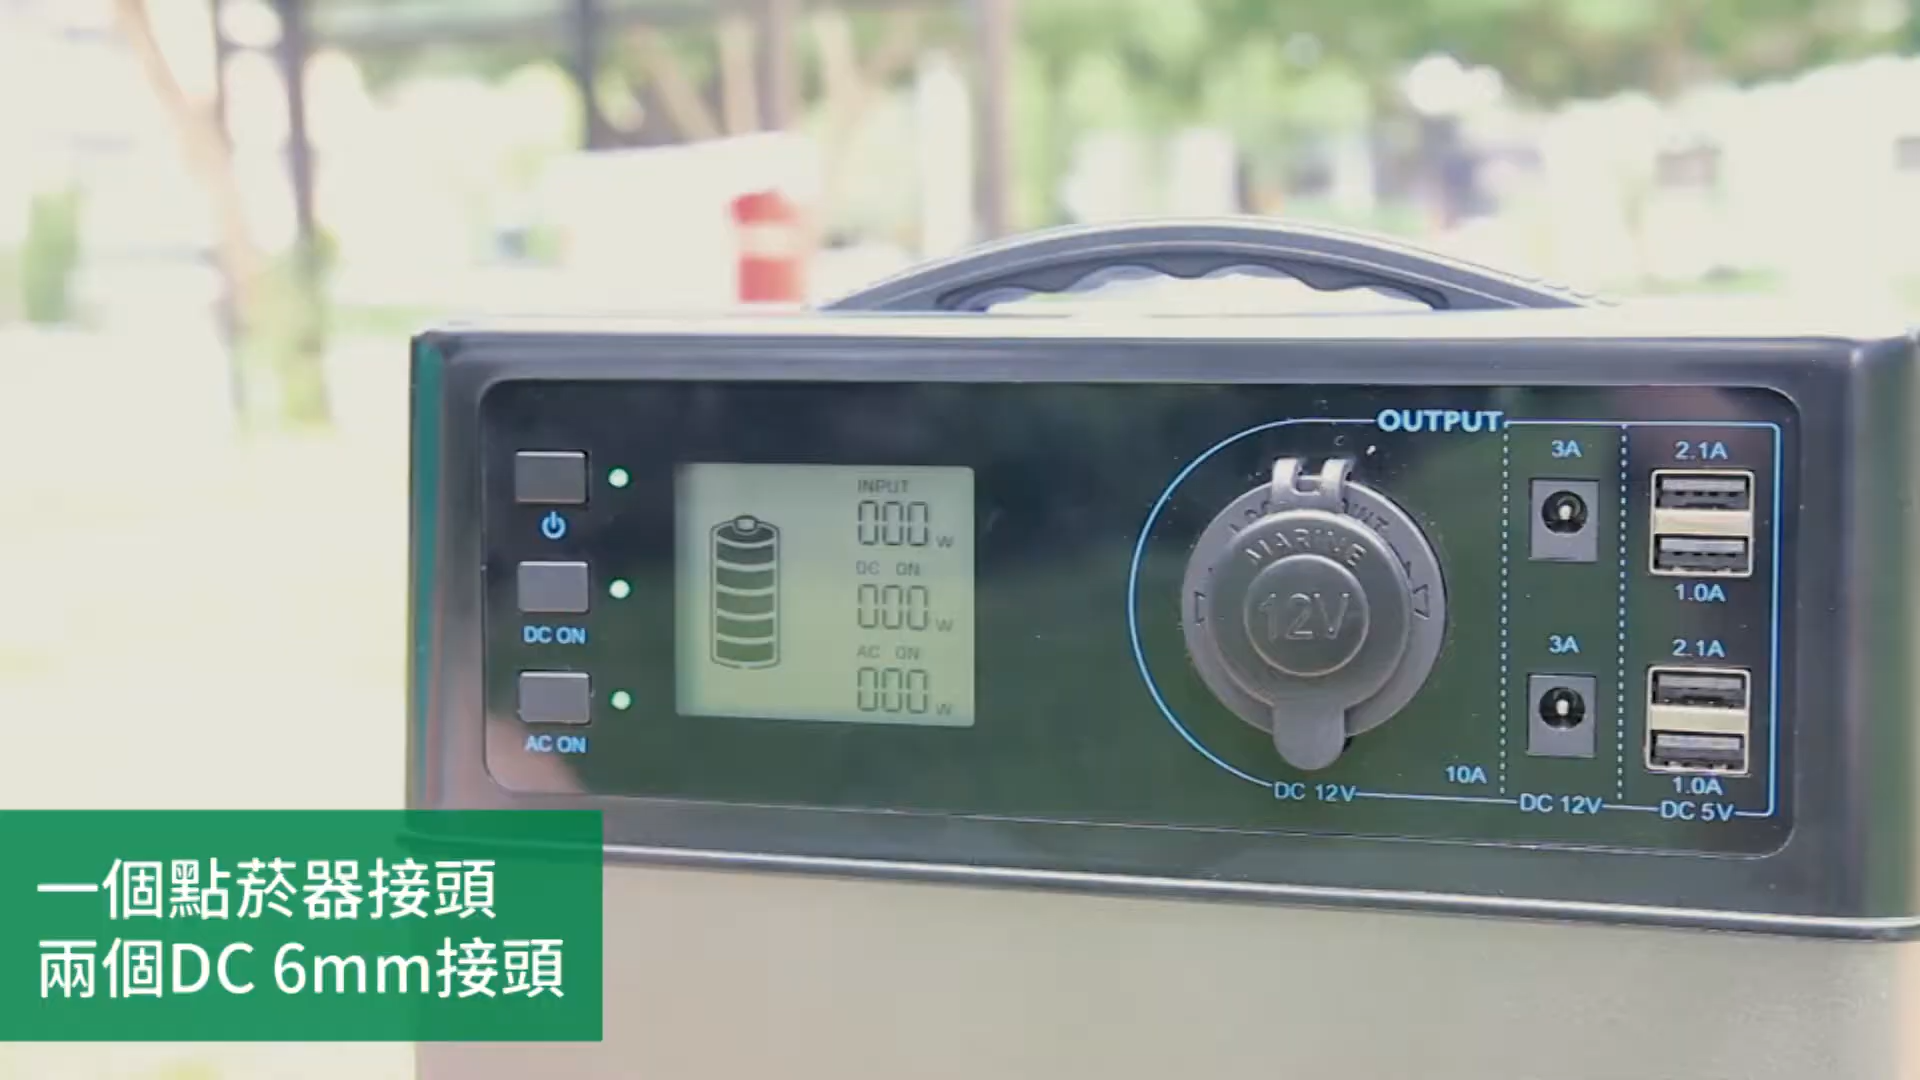 OUTPUT
3A
2.1A
1.0A
3A
2.1A
1.0A
10A
DC 12V
DC 12V
DC 5V
MARINE
12V
DC ON
AC ON
INPUT
000 W
DC ON
000 W
AC ON
000 W
一個點菸器接頭
兩個DC 6mm接頭